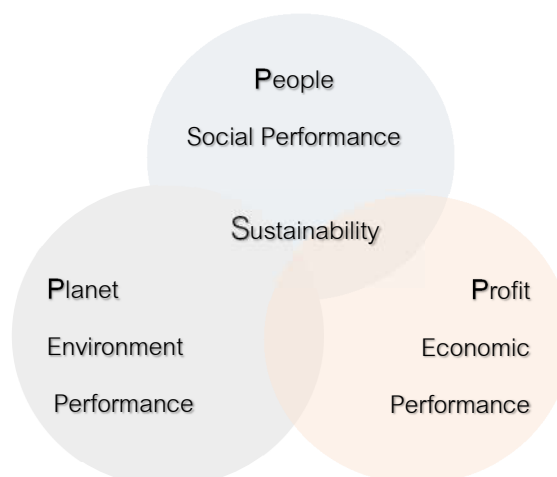 People
Social Performance
Sustainability
Planet
Environment
Performance
Profit
Economic
Performance